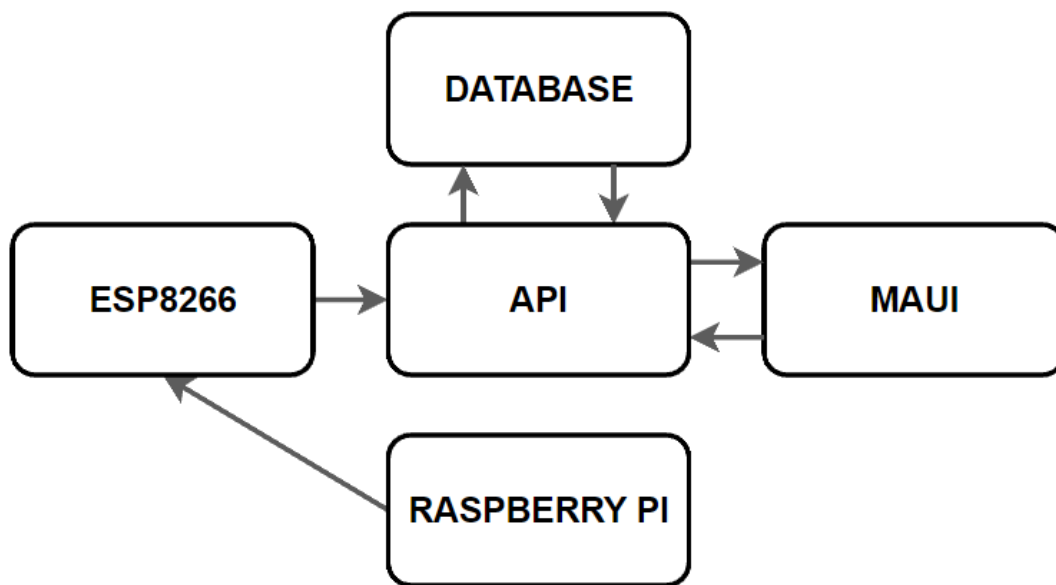 DATABASE
ESP8266
API
MAUI
RASPBERRY PI